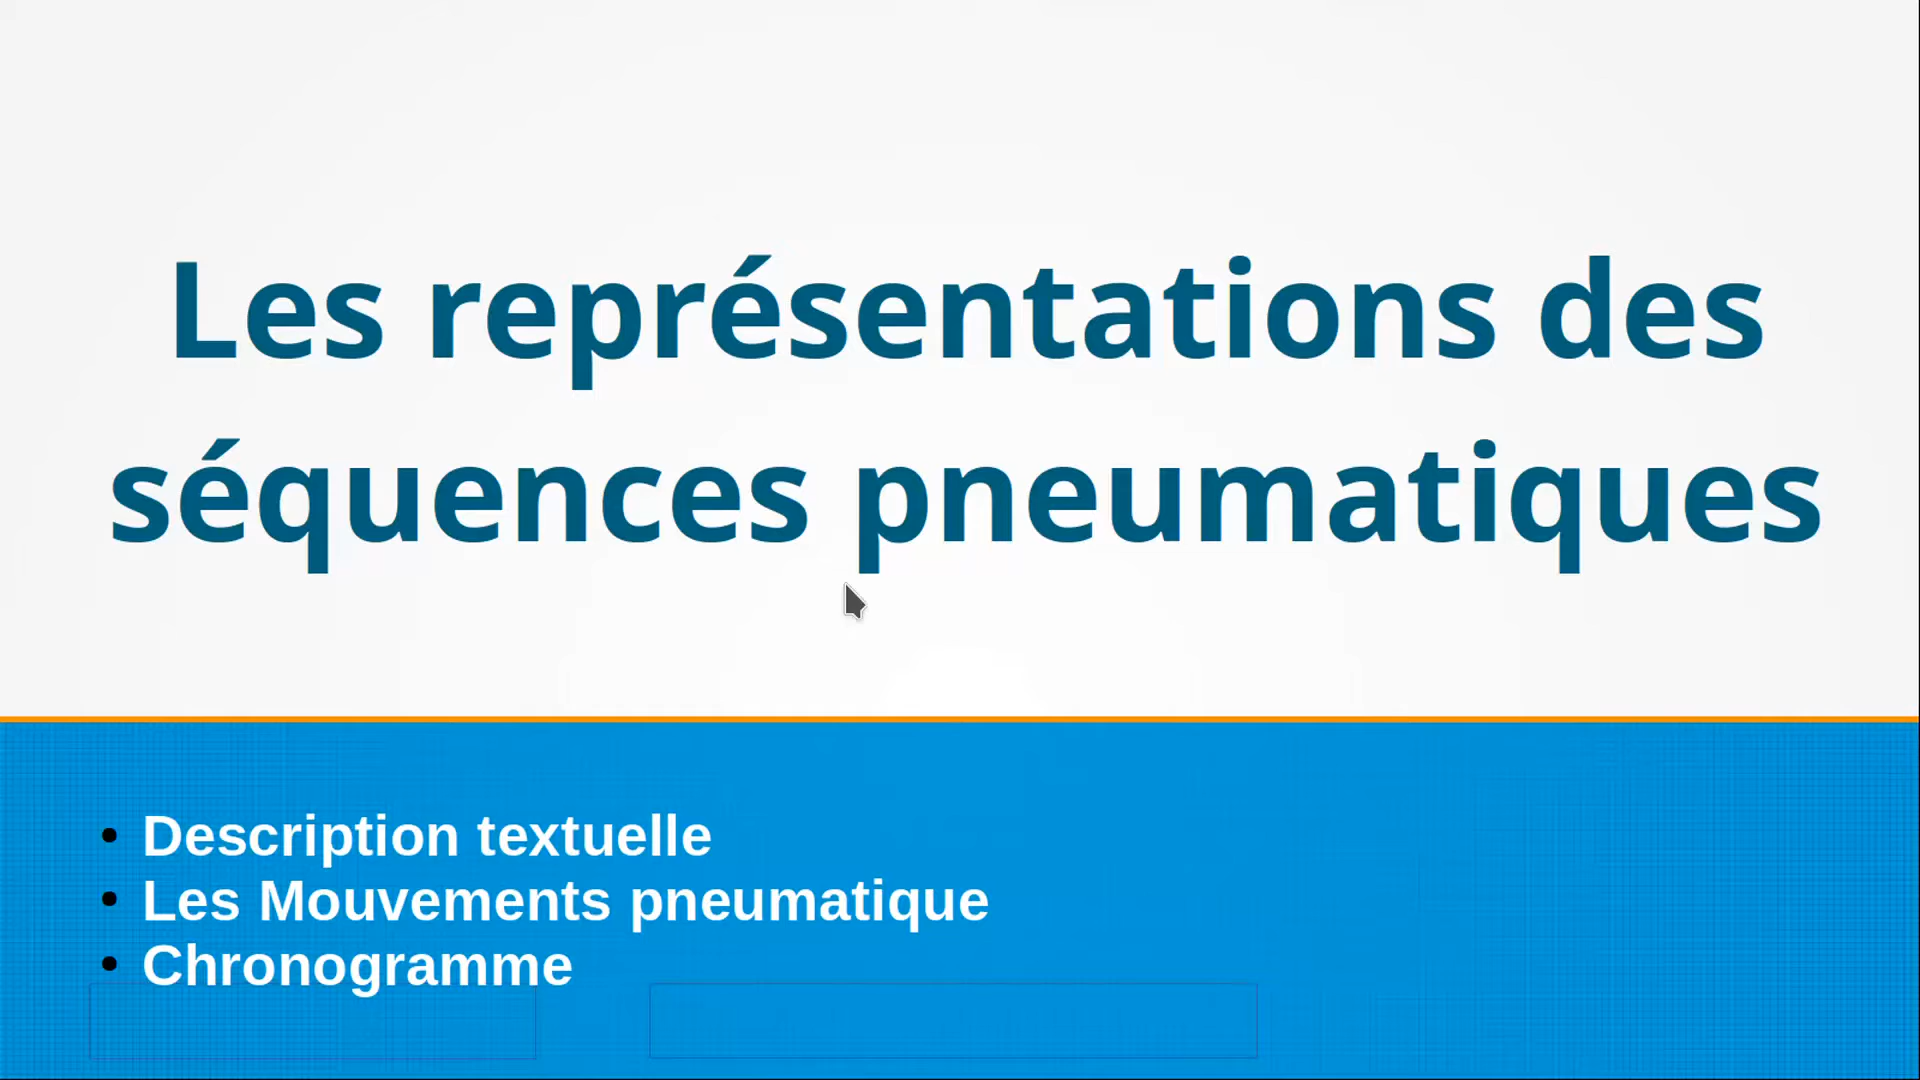 Les représentations des
séquences pneumatiques
Description textuelle
Les Mouvements pneumatique
Chronogramme